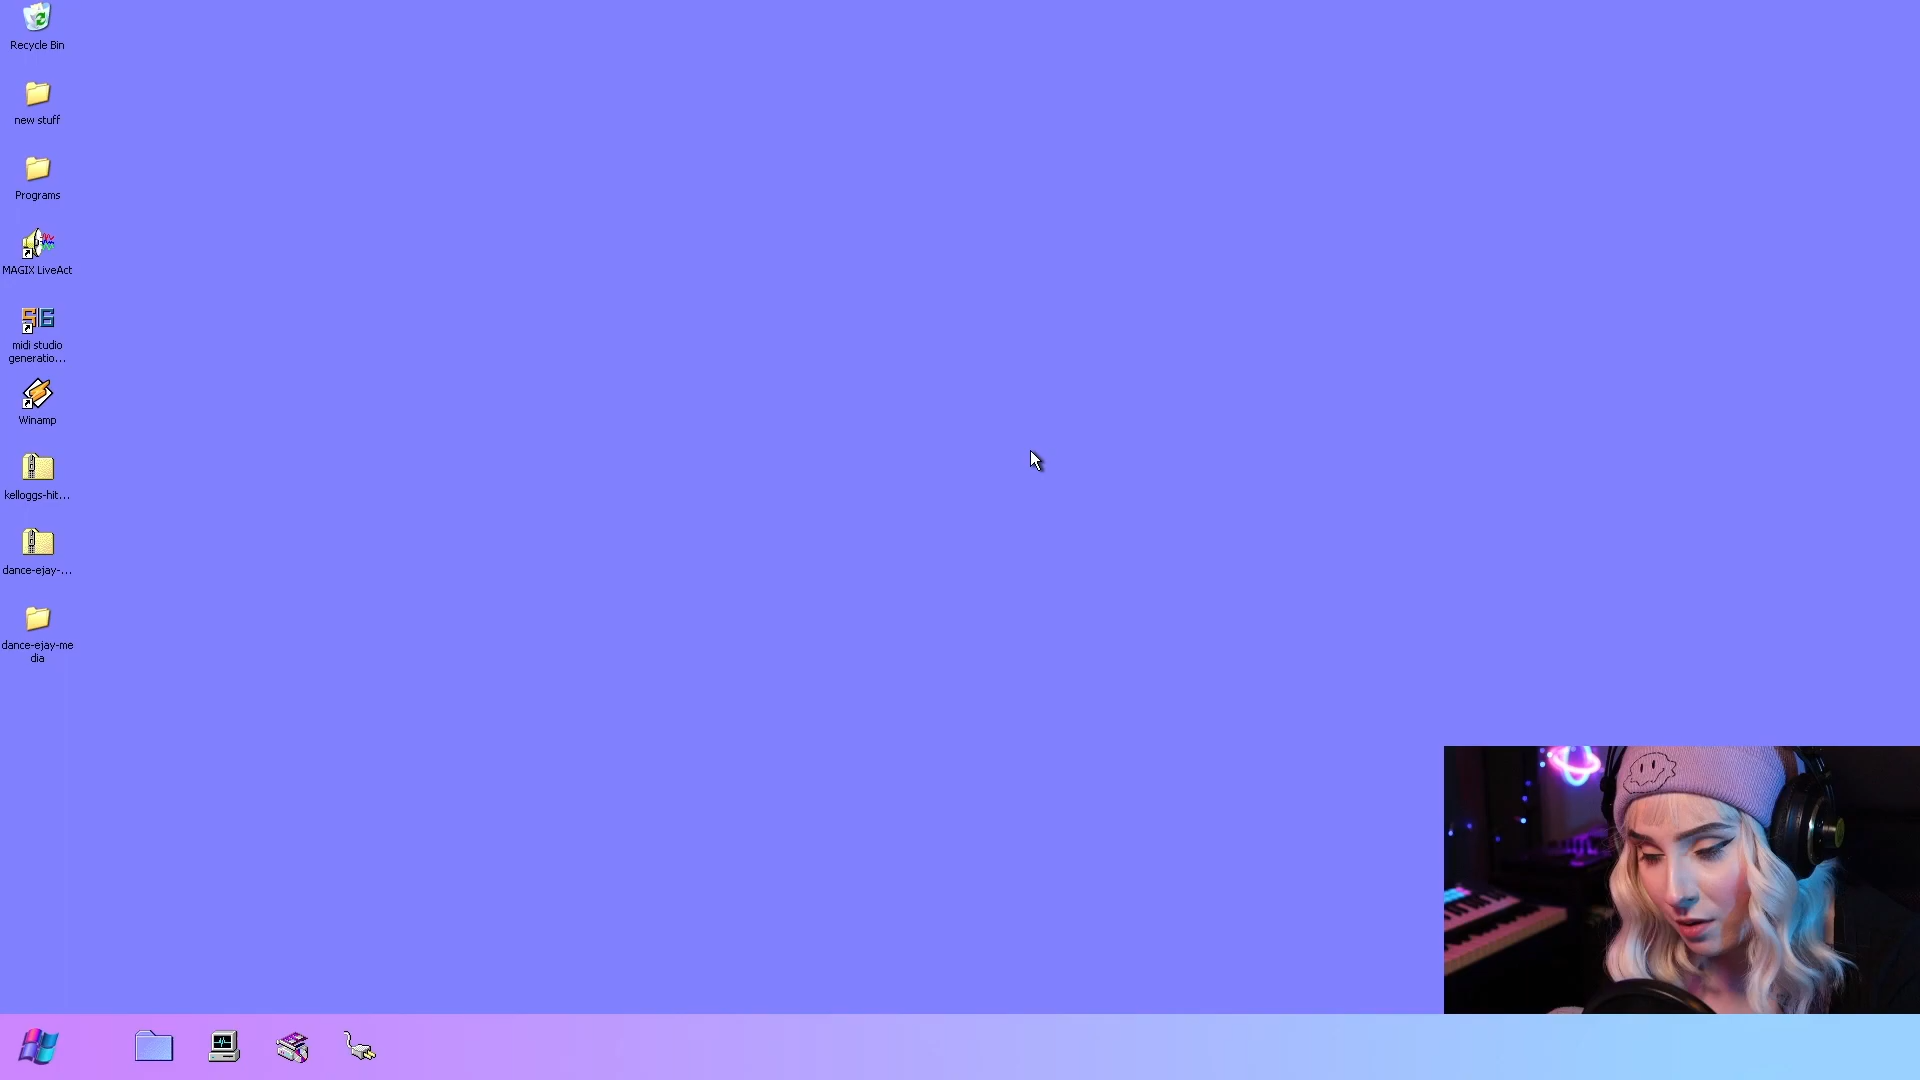 Recycle Bin
new stuff
Programs
MAGIX LiveAct
midi studio
generatio...
Winamp
kelloggs-hit...
dance-ejay-...
dance-ejay-me
dia